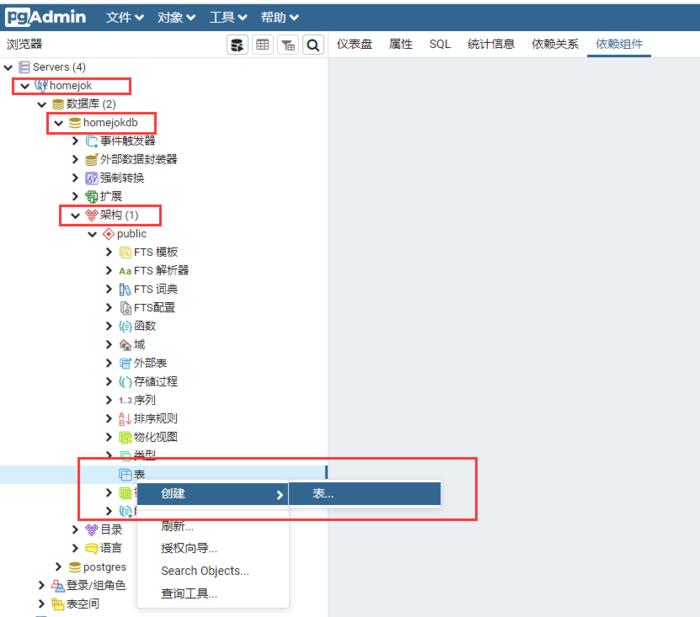 pgAdmin 文件 对象 工具 帮助
浏览器 仪表盘 属性 SQL 统计信息 依赖关系 依赖组件
Servers (4)
homejok
数据库 (2)
homejokdb
事件触发器
外部数据封装器
强制转换
扩展
架构 (1)
public
FTS 模板
Aa FTS 解析器
FTS 词典
FTS配置
函数
域
外部表
存储过程
1..3 序列
排序规则
物化视图
类型
表
创建 表...
刷新...
目录
授权向导...
语言
Search Objects...
postgres
登录/组角色
查询工具...
表空间